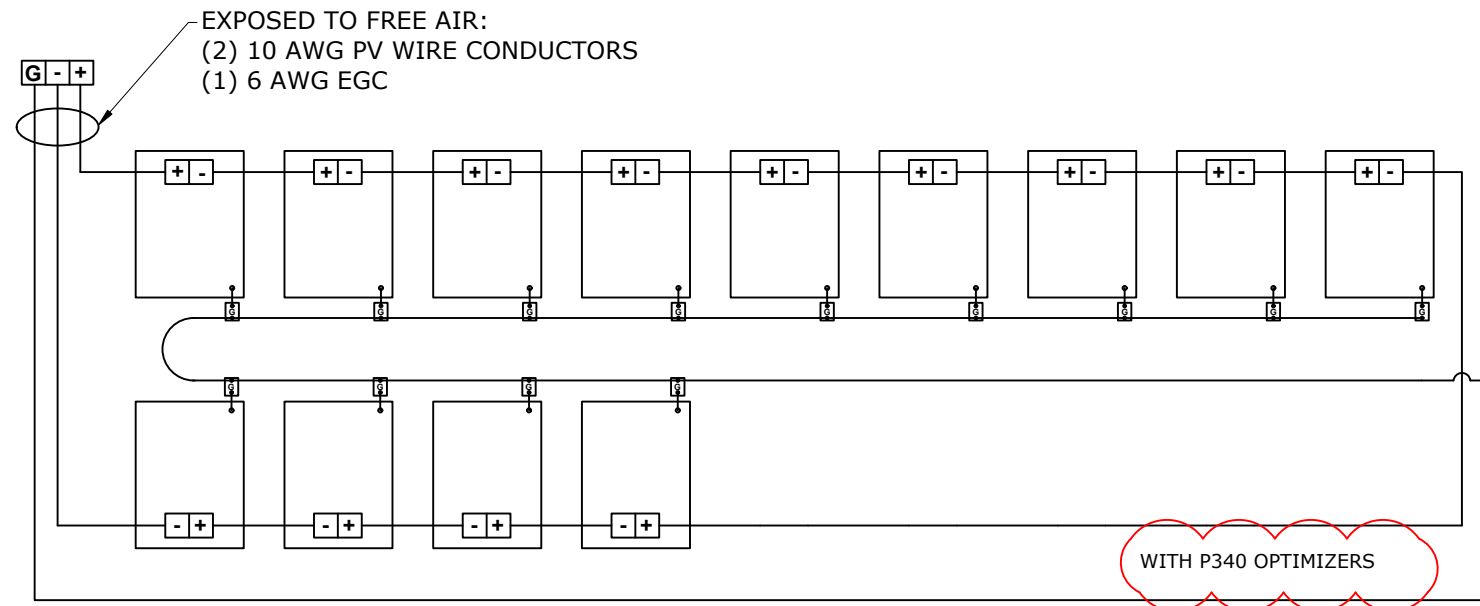 EXPOSED TO FREE AIR:
(2) 10 AWG PV WIRE CONDUCTORS
(1) 6 AWG EGC
G - +
+ - + - + - + - + - + - + - + - + -
G G G G G G G G G
G G G G
- + - + - + - +
WITH P340 OPTIMIZERS